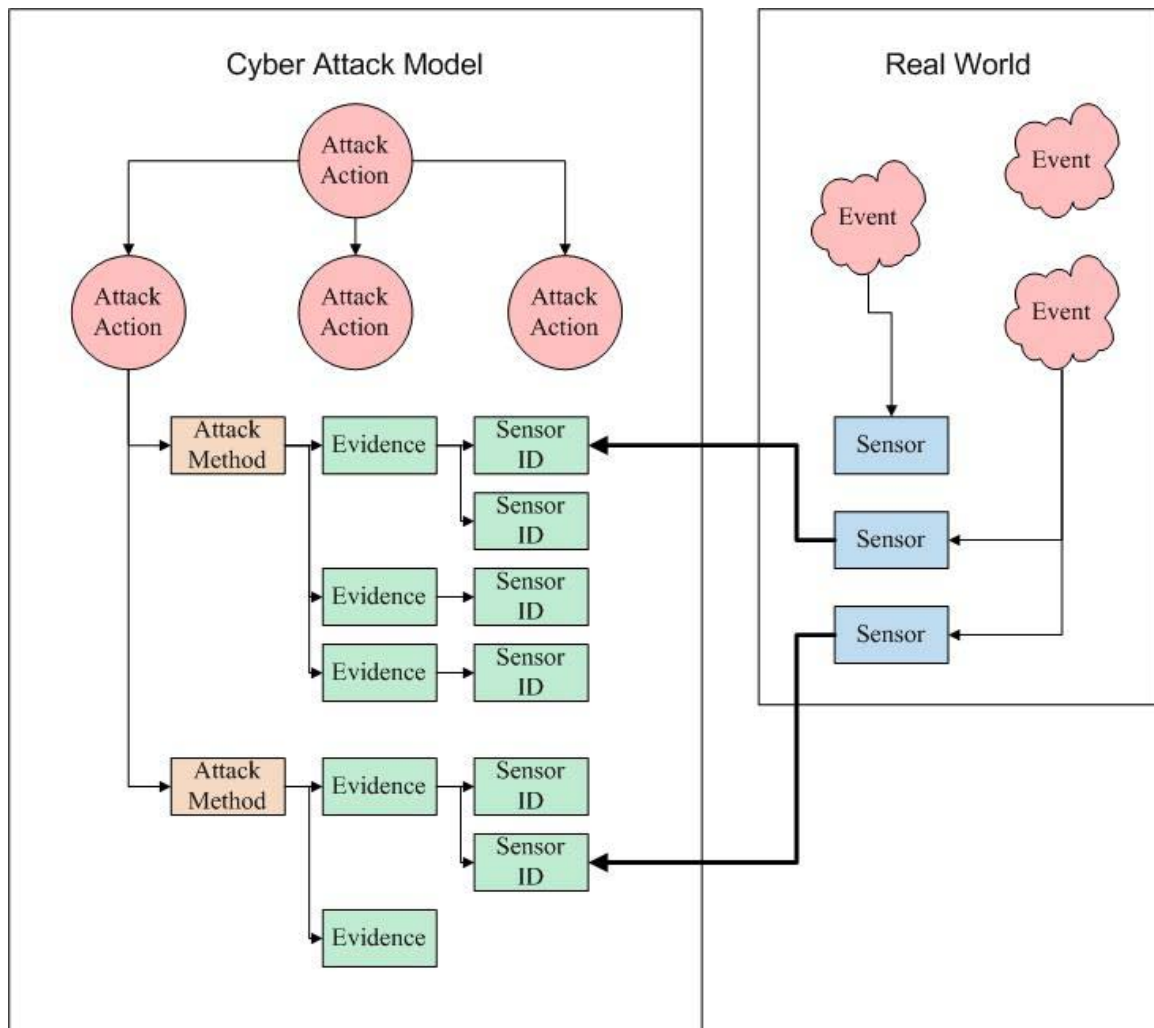 Cyber Attack Model
Attack
Action
Attack
Action
Attack
Action
Attack
Action
Attack
Method
Evidence
Sensor
ID
Sensor
ID
Evidence
Sensor
ID
Evidence
Sensor
ID
Attack
Method
Evidence
Sensor
ID
Sensor
ID
Evidence
Real World
Event
Event
Event
Sensor
Sensor
Sensor